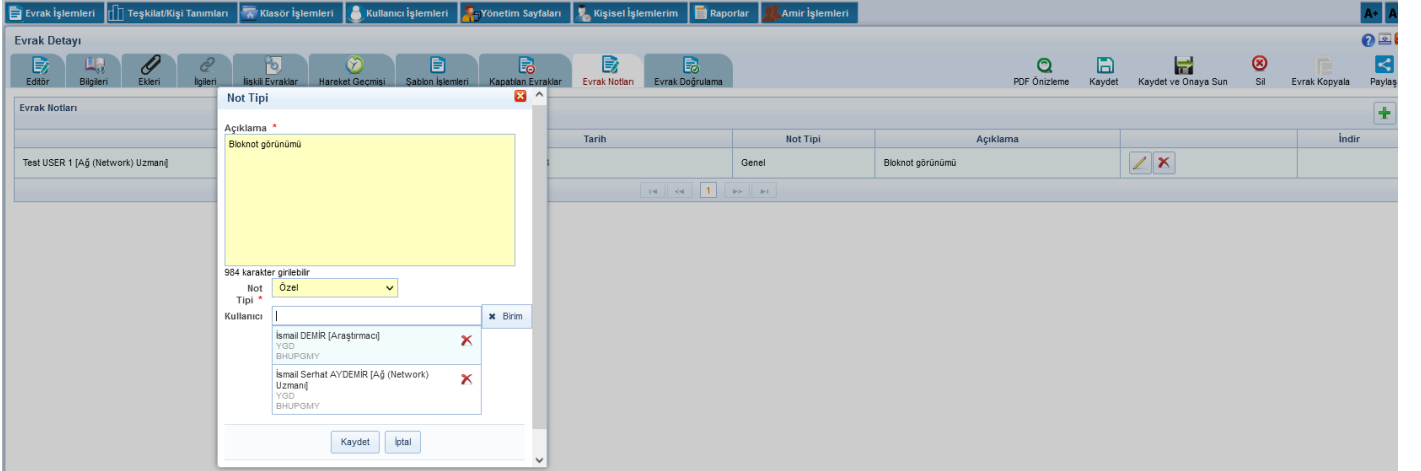 Evrak İşlemleri Teşkilat/Kişi Tanımları Klasör İşlemleri Kullanıcı İşlemleri Yönetim Sayfaları Kişisel İşlemlerim Raporlar Amir İşlemleri A+
Evrak Detayı
Editör Bilgileri Ekleri İlgileri İlişkili Evraklar Hareket Geçmişi Şablon İşlemleri Kapatılan Evraklar Evrak Notları Evrak Doğrulama PDF Önizleme Kaydet Kaydet ve Onaya Sun Sil Evrak Kopyala Paylaş
Evrak Notları
Tarih Not Tipi Açıklama İndir
Test USER 1 [Ağ (Network) Uzmanı] Genel Bloknot görünümü
1
Not Tipi
Açıklama *
Bloknot görünümü
984 karakter girilebilir
Not Tipi * Özel
Kullanıcı Birim
İsmail DEMİR [Araştırmacı]
YGD
BHUPGMY
İsmail Serhat AYDEMİR [Ağ (Network)
Uzmanı]
YGD
BHUPGMY
Kaydet İptal